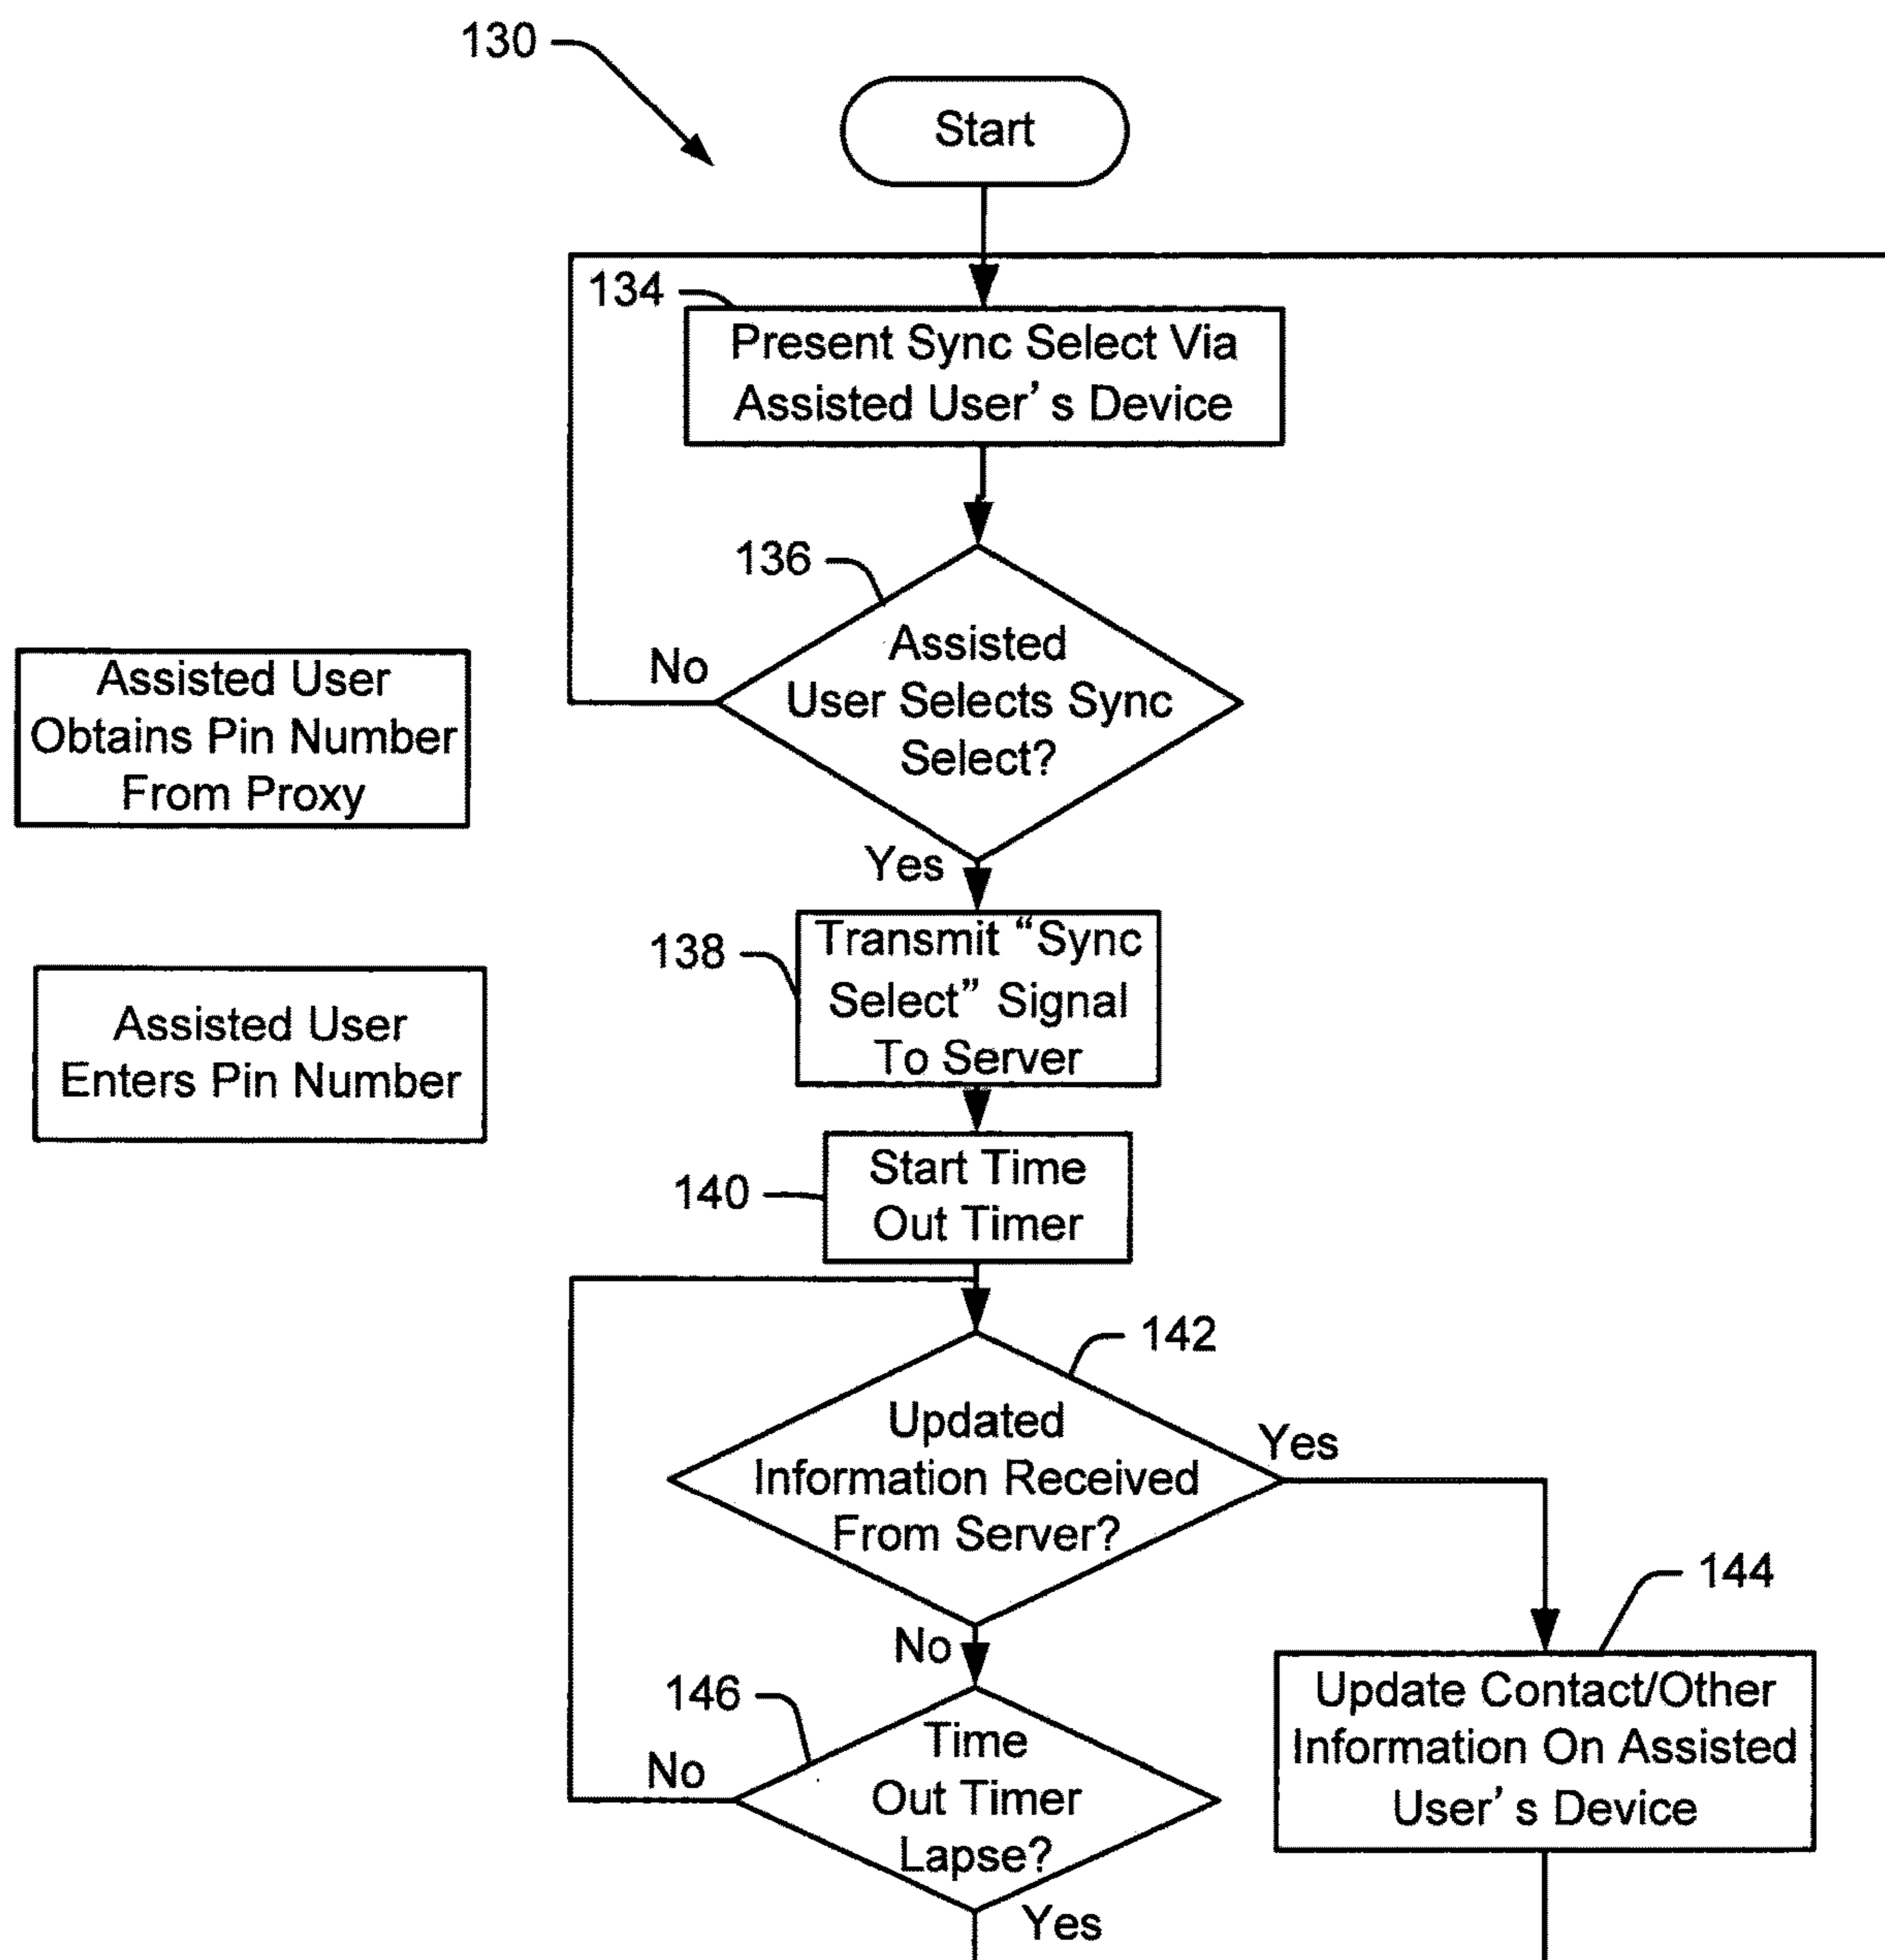 130
Start
134
Present Sync Select Via
Assisted User's Device
136
Assisted
User Selects Sync
Select?
No
Yes
Assisted User
Obtains Pin Number
From Proxy
138
Transmit “Sync
Select” Signal
To Server
Assisted User
Enters Pin Number
140
Start Time
Out Timer
142
Updated
Information Received
From Server?
Yes
No
144
Update Contact/Other
Information On Assisted
User's Device
146
Time
Out Timer
Lapse?
No
Yes